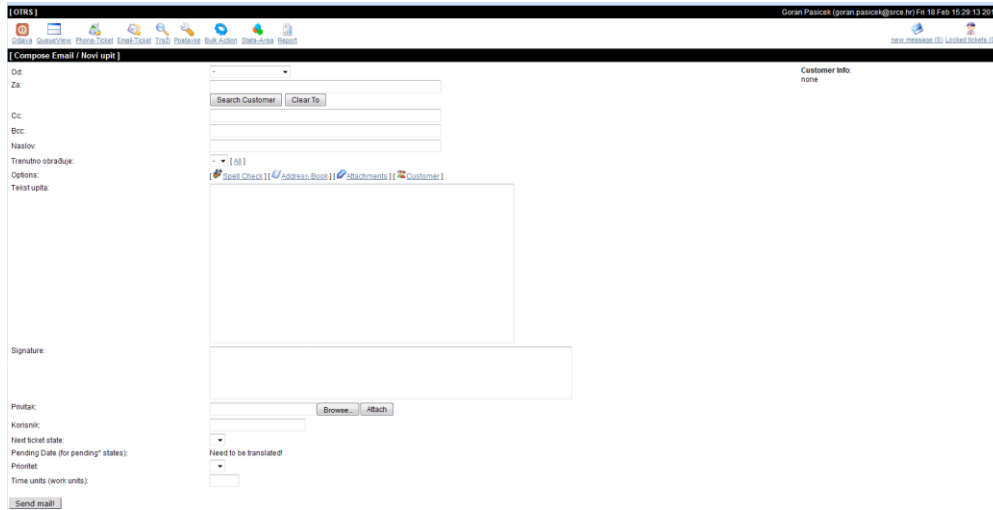 [ OTRS ]
Goran Pasicek (goran.pasicek@srce.hr) Fri 18 Feb 15:29:13 201
Odjava QueueView Phone-Ticket Email-Ticket Traži Postavke Bulk-Action Stats-Area Report
new message (0) Locked tickets (0
[ Compose Email / Novi upit ]
Od: -
Customer Info:
none
Za:
Search Customer Clear To
Cc:
Bcc:
Naslov:
Trenutno obrađuje: - [ All ]
Options: [ Spell Check ] [ Address Book ] [ Attachments ] [ Customer ]
Tekst upita:
Signature:
Privitak: Browse... Attach
Korisnik:
Next ticket state:
Pending Date (for pending* states): Need to be translated!
Prioritet:
Time units (work units):
Send mail!